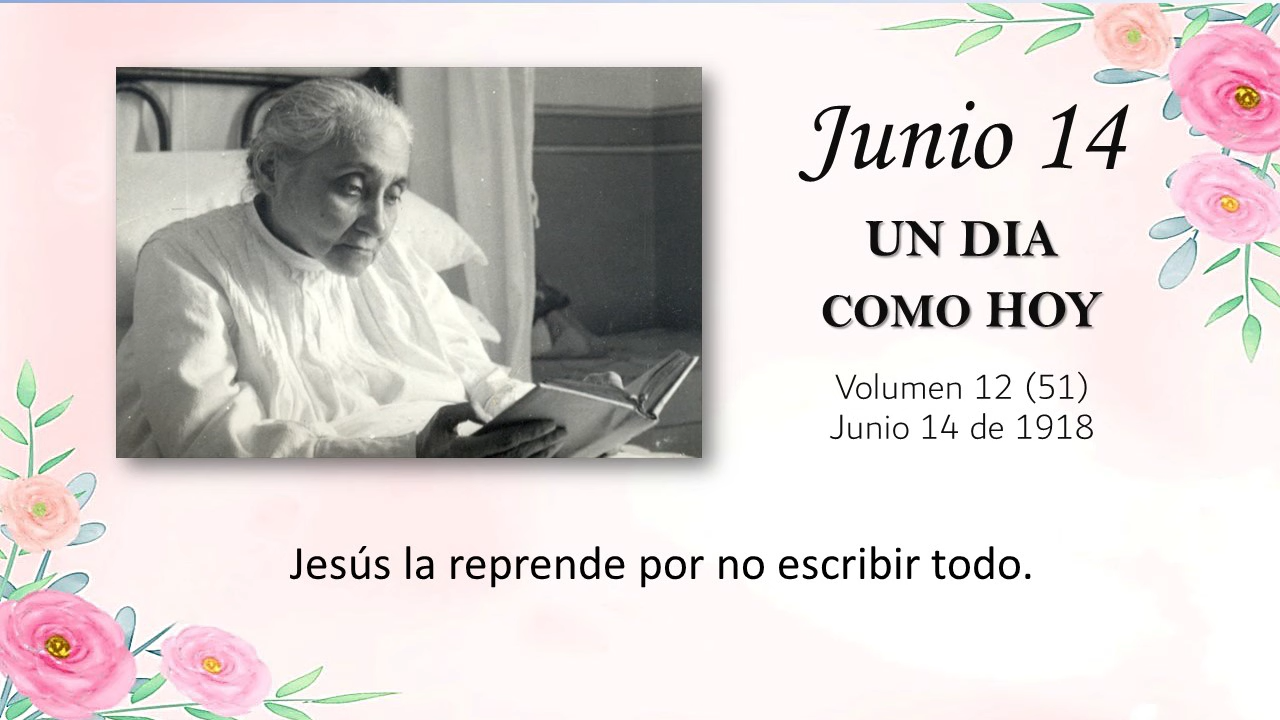 Junio 14
UN DIA
COMO HOY
Volumen 12 (51)
Junio 14 de 1918
Jesús la reprende por no escribir todo.